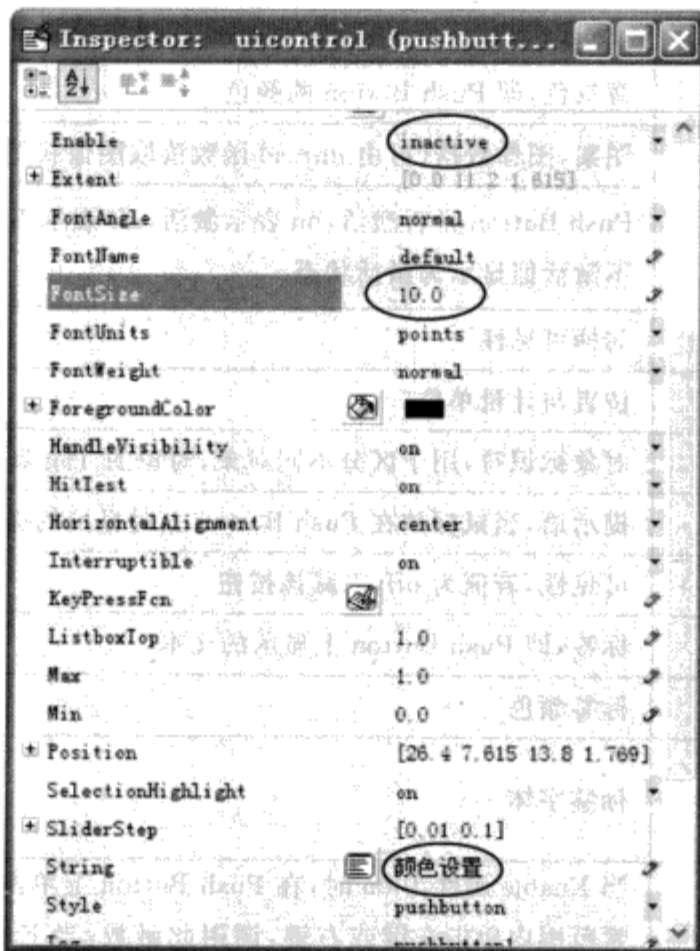 Inspector: uicontrol (pushbutt...
Enable inactive
Extent [0 0 11.2 1.615]
FontAngle normal
FontName default
FontSize 10.0
FontUnits points
FontWeight normal
ForegroundColor
HandleVisibility on
HitTest on
HorizontalAlignment center
Interruptible on
KeyPressFcn
ListboxTop 1.0
Max 1.0
Min 0.0
Position [26.4 7.615 13.8 1.769]
SelectionHighlight on
SliderStep [0.01 0.1]
String 颜色设置
Style pushbutton
Tag pushbutton1